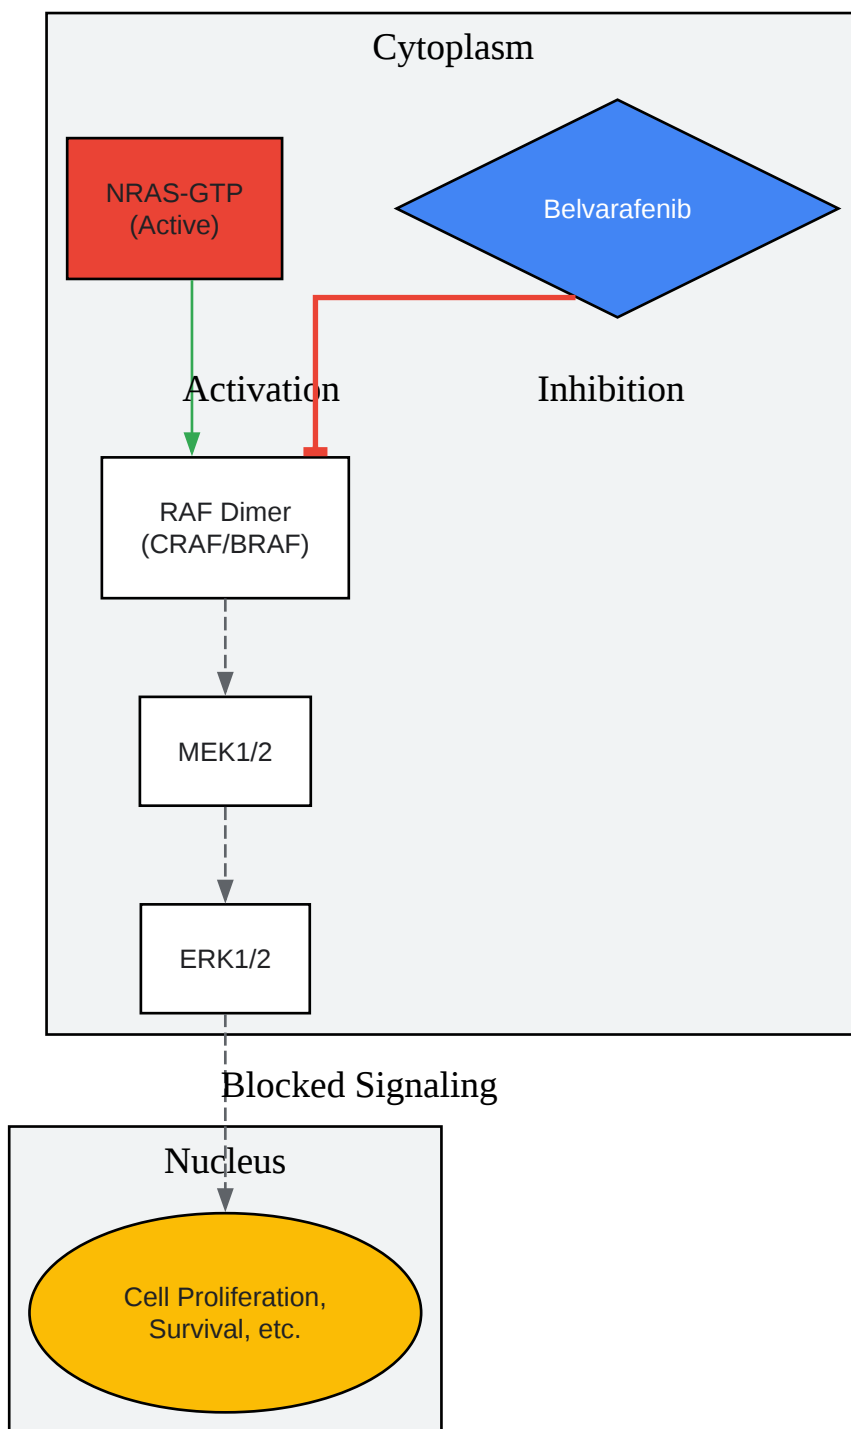 Cytoplasm
NRAS-GTP
(Active)
Belvarafenib
Activation
Inhibition
RAF Dimer
(CRAF/BRAF)
MEK1/2
ERK1/2
Blocked Signaling
Nucleus
Cell Proliferation,
Survival, etc.